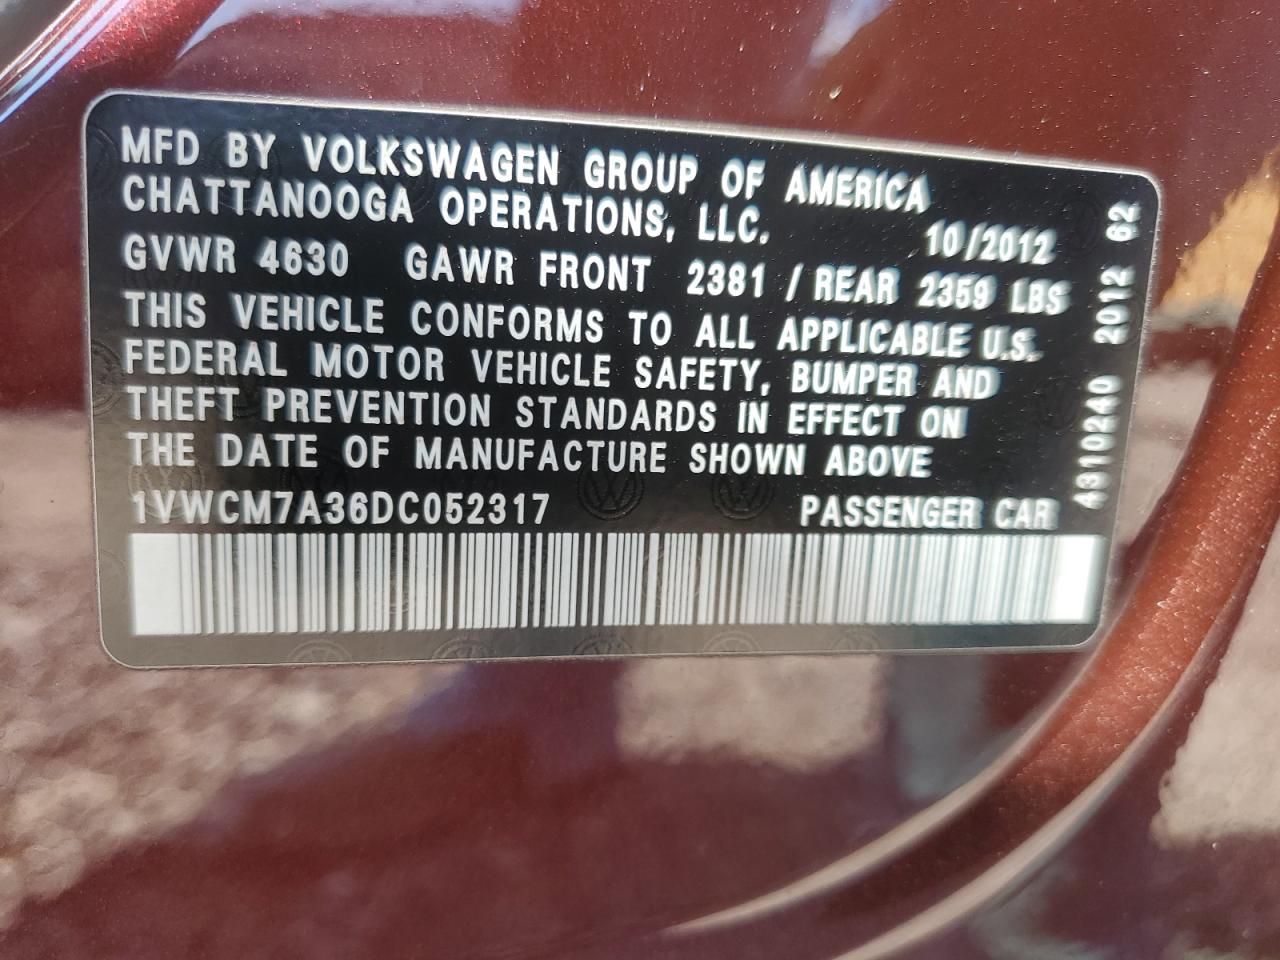 MFD BY VOLKSWAGEN GROUP OF AMERICA
CHATTANOOGA OPERATIONS, LLC. 10/2012
GVWR 4630 GAWR FRONT 2381 / REAR 2359 LBS
THIS VEHICLE CONFORMS TO ALL APPLICABLE U.S.
FEDERAL MOTOR VEHICLE SAFETY, BUMPER AND
THEFT PREVENTION STANDARDS IN EFFECT ON
THE DATE OF MANUFACTURE SHOWN ABOVE
1VWCM7A36DC052317 PASSENGER CAR
4310240 2012 62